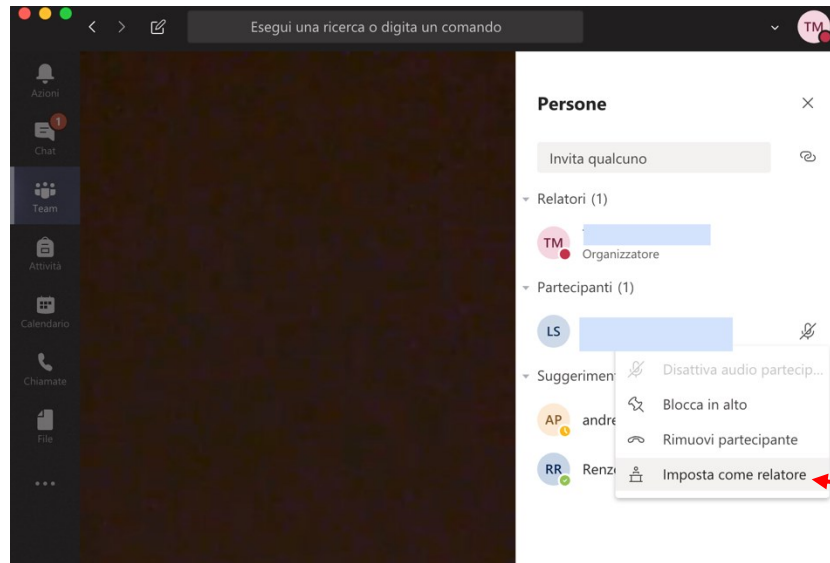 Esegui una ricerca o digita un comando
TM
Azioni
1
Chat
Team
Attività
Calendario
Chiamate
File
Persone
Invita qualcuno
Relatori (1)
TM
Organizzatore
Partecipanti (1)
LS
Suggerimen
AP andre
RR Renz
Disattiva audio partecip...
Blocca in alto
Rimuovi partecipante
Imposta come relatore